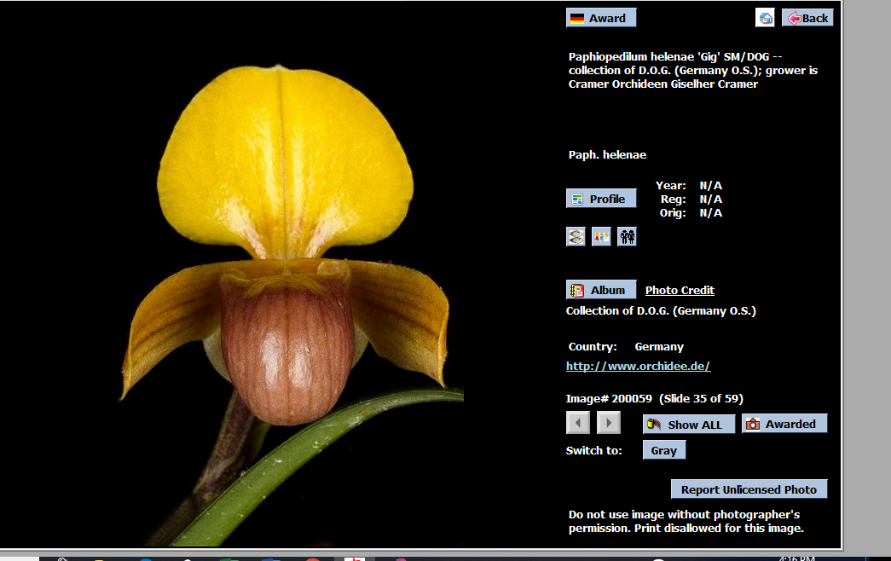 Award
Back
Paphiopedilum helenae 'Gig' SM/DOG --
collection of D.O.G. (Germany O.S.); grower is
Cramer Orchideen Giselher Cramer
Paph. helenae
Profile
Year: N/A
Reg: N/A
Orig: N/A
Album
Photo Credit
Collection of D.O.G. (Germany O.S.)
Country: Germany
http://www.orchidee.de/
Image# 200059 (Slide 35 of 59)
Show ALL
Awarded
Switch to:
Gray
Report Unlicensed Photo
Do not use image without photographer's
permission. Print disallowed for this image.
4:16 PM